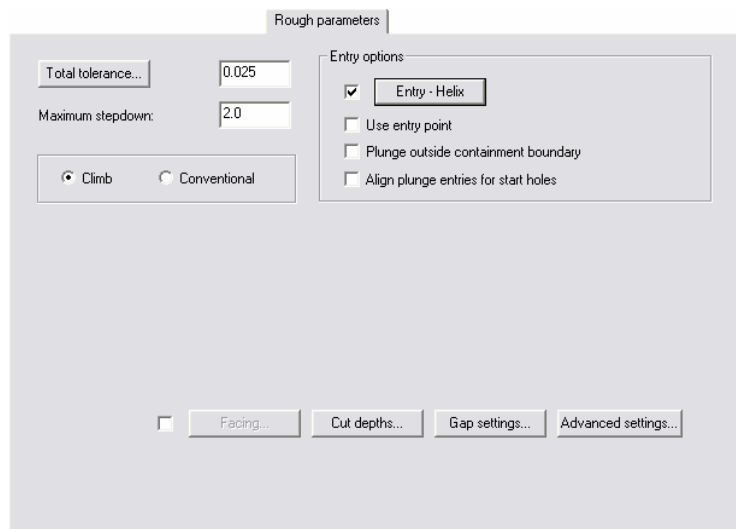 Rough parameters
Total tolerance... 0.025
Maximum stepdown: 2.0
Climb Conventional
Entry options
Entry - Helix
Use entry point
Plunge outside containment boundary
Align plunge entries for start holes
Facing... Cut depths... Gap settings... Advanced settings...